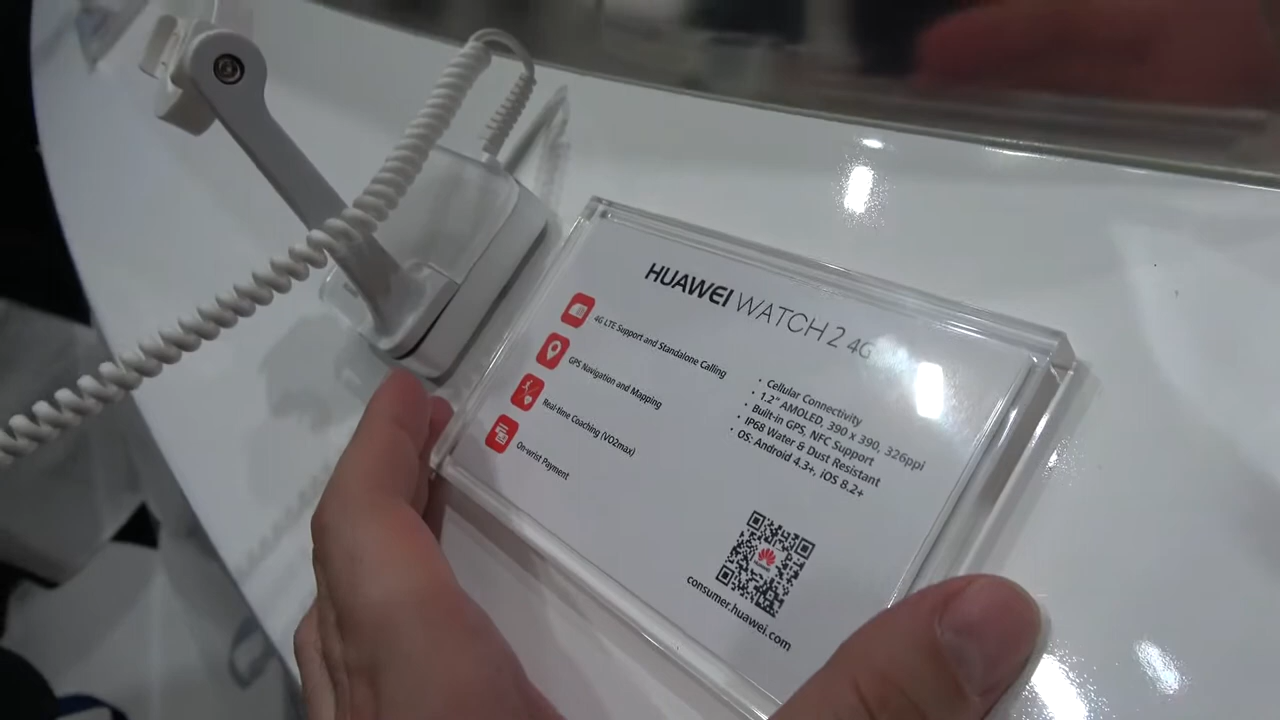 HUAWEI WATCH 2 4G
4G LTE Support and Standalone Calling
GPS Navigation and Mapping
Real-time Coaching (VO2max)
On-wrist Payment
· Cellular Connectivity
· 1.2" AMOLED, 390 x 390, 326ppi
· Built-in GPS, NFC Support
· IP68 Water & Dust Resistant
· OS: Android 4.3+, iOS 8.2+
consumer.huawei.com